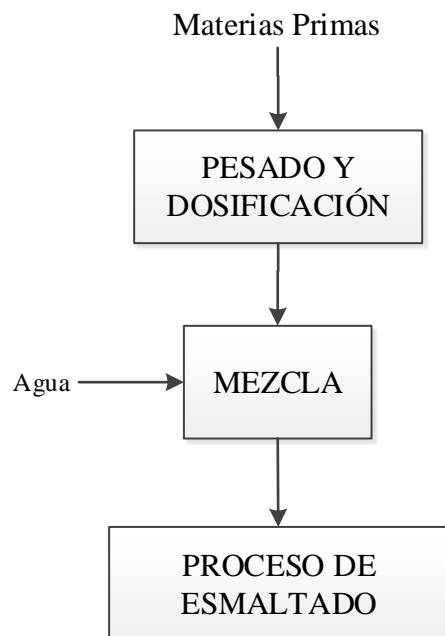 Materias Primas
PESADO Y
DOSIFICACIÓN
Agua
MEZCLA
PROCESO DE
ESMALTADO